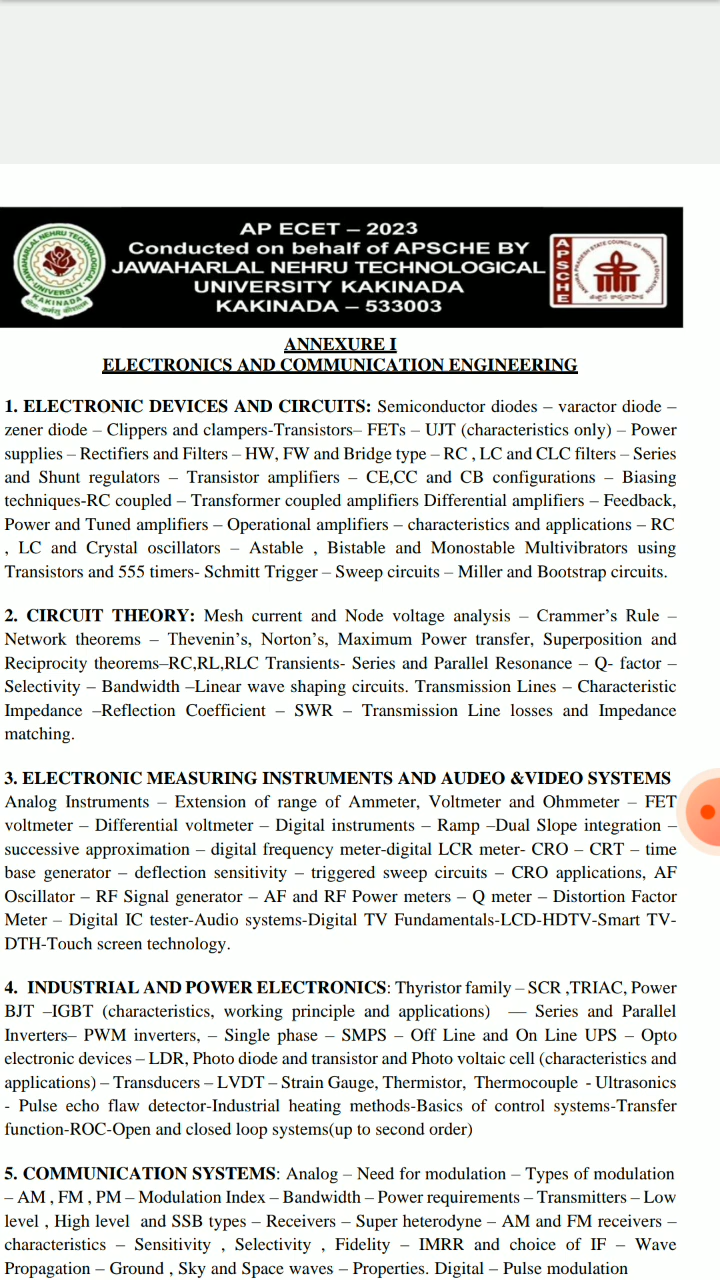 AP ECET – 2023
Conducted on behalf of APSCHE BY
JAWAHARLAL NEHRU TECHNOLOGICAL
UNIVERSITY KAKINADA
KAKINADA – 533003
APSCHE
ANNEXURE I
ELECTRONICS AND COMMUNICATION ENGINEERING
1. ELECTRONIC DEVICES AND CIRCUITS: Semiconductor diodes – varactor diode –
zener diode – Clippers and clampers-Transistors– FETs – UJT (characteristics only) – Power
supplies – Rectifiers and Filters – HW, FW and Bridge type – RC , LC and CLC filters – Series
and Shunt regulators – Transistor amplifiers – CE,CC and CB configurations – Biasing
techniques-RC coupled – Transformer coupled amplifiers Differential amplifiers – Feedback,
Power and Tuned amplifiers – Operational amplifiers – characteristics and applications – RC
, LC and Crystal oscillators – Astable , Bistable and Monostable Multivibrators using
Transistors and 555 timers- Schmitt Trigger – Sweep circuits – Miller and Bootstrap circuits.
2. CIRCUIT THEORY: Mesh current and Node voltage analysis – Crammer’s Rule –
Network theorems – Thevenin’s, Norton’s, Maximum Power transfer, Superposition and
Reciprocity theorems–RC,RL,RLC Transients- Series and Parallel Resonance – Q- factor –
Selectivity – Bandwidth –Linear wave shaping circuits. Transmission Lines – Characteristic
Impedance –Reflection Coefficient – SWR – Transmission Line losses and Impedance
matching.
3. ELECTRONIC MEASURING INSTRUMENTS AND AUDEO &VIDEO SYSTEMS
Analog Instruments – Extension of range of Ammeter, Voltmeter and Ohmmeter – FET
voltmeter – Differential voltmeter – Digital instruments – Ramp –Dual Slope integration –
successive approximation – digital frequency meter-digital LCR meter- CRO – CRT – time
base generator – deflection sensitivity – triggered sweep circuits – CRO applications, AF
Oscillator – RF Signal generator – AF and RF Power meters – Q meter – Distortion Factor
Meter – Digital IC tester-Audio systems-Digital TV Fundamentals-LCD-HDTV-Smart TV-
DTH-Touch screen technology.
4. INDUSTRIAL AND POWER ELECTRONICS: Thyristor family – SCR ,TRIAC, Power
BJT –IGBT (characteristics, working principle and applications) — Series and Parallel
Inverters– PWM inverters, – Single phase – SMPS – Off Line and On Line UPS – Opto
electronic devices – LDR, Photo diode and transistor and Photo voltaic cell (characteristics and
applications) – Transducers – LVDT – Strain Gauge, Thermistor, Thermocouple - Ultrasonics
- Pulse echo flaw detector-Industrial heating methods-Basics of control systems-Transfer
function-ROC-Open and closed loop systems(up to second order)
5. COMMUNICATION SYSTEMS: Analog – Need for modulation – Types of modulation
– AM , FM , PM – Modulation Index – Bandwidth – Power requirements – Transmitters – Low
level , High level and SSB types – Receivers – Super heterodyne – AM and FM receivers –
characteristics – Sensitivity , Selectivity , Fidelity – IMRR and choice of IF – Wave
Propagation – Ground , Sky and Space waves – Properties. Digital – Pulse modulation